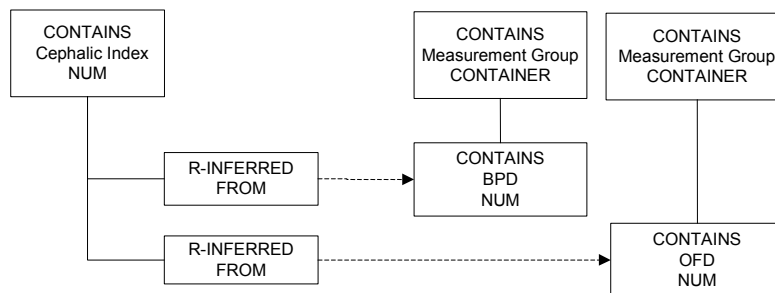 CONTAINS
Cephalic Index
NUM
CONTAINS
Measurement Group
CONTAINER
CONTAINS
Measurement Group
CONTAINER
R-INFERRED
FROM
CONTAINS
BPD
NUM
R-INFERRED
FROM
CONTAINS
OFD
NUM